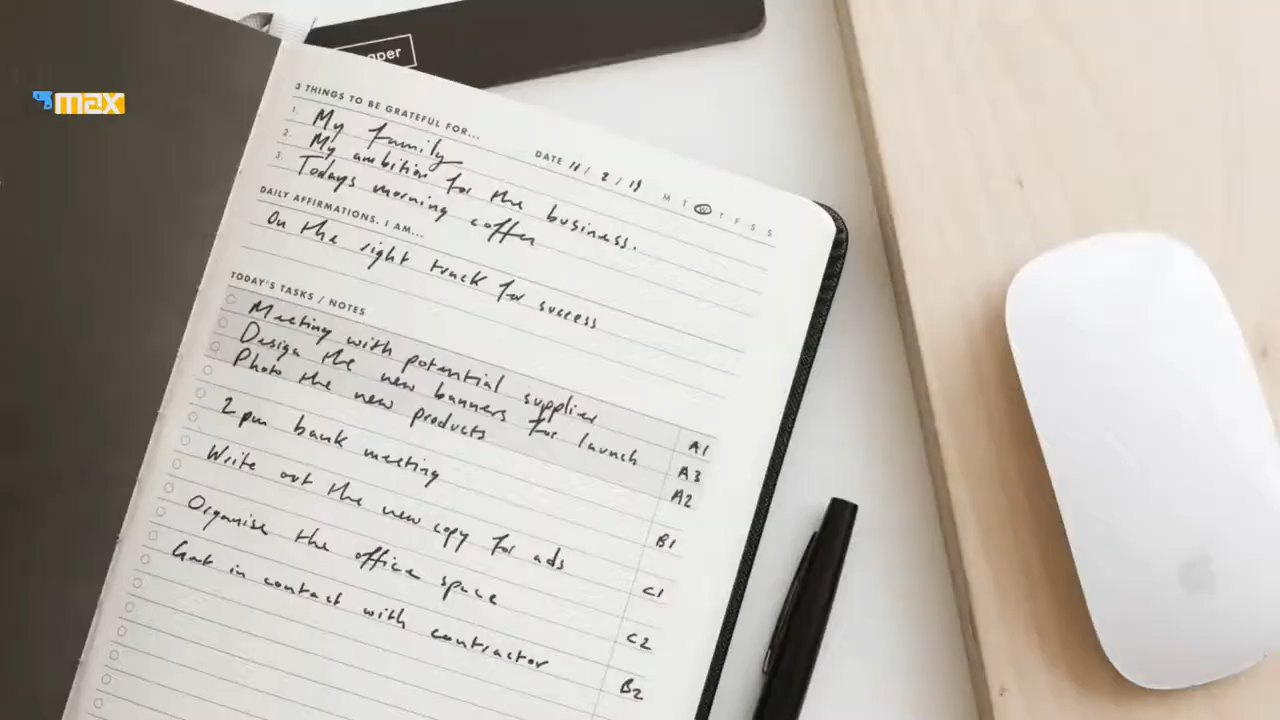 max
aper
3 THINGS TO BE GRATEFUL FOR...
DATE 11 / 2 / 19 M T W T F S S
1. My family
2. My ambition for the business.
3. Todays morning coffee
DAILY AFFIRMATIONS. I AM...
On the right track for success
TODAY'S TASKS / NOTES
Meeting with potential supplier A1
Design the new banners for launch A3
Photo the new products A2
2pm bank meeting B1
Write out the new copy for ads C1
Organise the office space C2
Get in contact with contractor B2